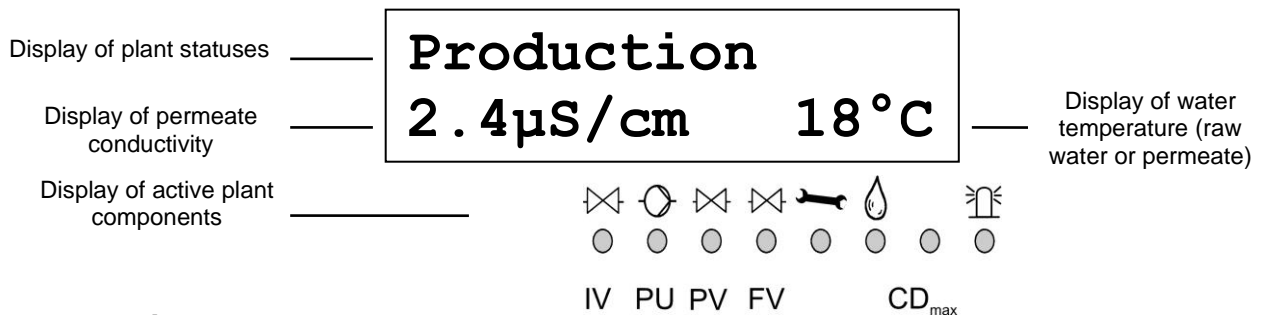 Display of plant statuses
Production
Display of permeate
conductivity
2.4µS/cm 18°C
Display of water
temperature (raw
water or permeate)
Display of active plant
components
IV PU PV FV CDmax